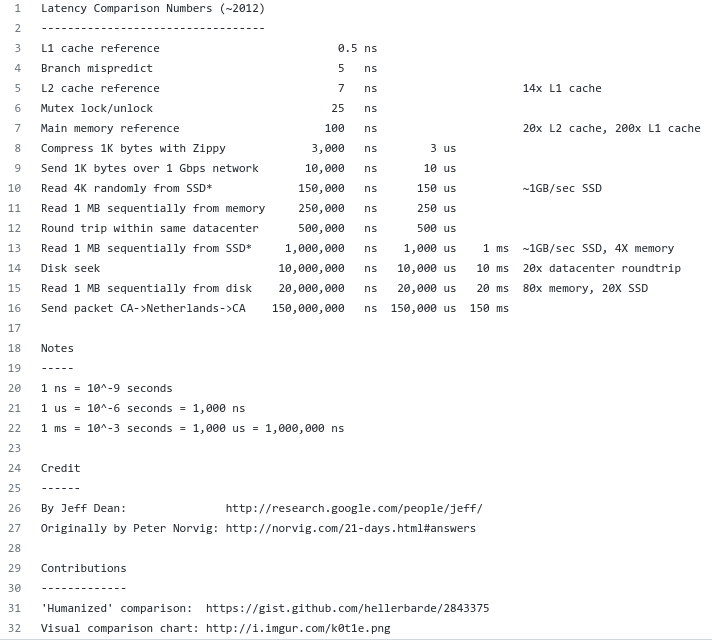 1 Latency Comparison Numbers (~2012)
2 ----------------------------------
3 L1 cache reference 0.5 ns
4 Branch mispredict 5 ns
5 L2 cache reference 7 ns 14x L1 cache
6 Mutex lock/unlock 25 ns
7 Main memory reference 100 ns 20x L2 cache, 200x L1 cache
8 Compress 1K bytes with Zippy 3,000 ns 3 us
9 Send 1K bytes over 1 Gbps network 10,000 ns 10 us
10 Read 4K randomly from SSD* 150,000 ns 150 us ~1GB/sec SSD
11 Read 1 MB sequentially from memory 250,000 ns 250 us
12 Round trip within same datacenter 500,000 ns 500 us
13 Read 1 MB sequentially from SSD* 1,000,000 ns 1,000 us 1 ms ~1GB/sec SSD, 4X memory
14 Disk seek 10,000,000 ns 10,000 us 10 ms 20x datacenter roundtrip
15 Read 1 MB sequentially from disk 20,000,000 ns 20,000 us 20 ms 80x memory, 20X SSD
16 Send packet CA->Netherlands->CA 150,000,000 ns 150,000 us 150 ms
17
18 Notes
19 -----
20 1 ns = 10^-9 seconds
21 1 us = 10^-6 seconds = 1,000 ns
22 1 ms = 10^-3 seconds = 1,000 us = 1,000,000 ns
23
24 Credit
25 ------
26 By Jeff Dean: http://research.google.com/people/jeff/
27 Originally by Peter Norvig: http://norvig.com/21-days.html#answers
28
29 Contributions
30 -------------
31 'Humanized' comparison: https://gist.github.com/hellerbarde/2843375
32 Visual comparison chart: http://i.imgur.com/k0t1e.png